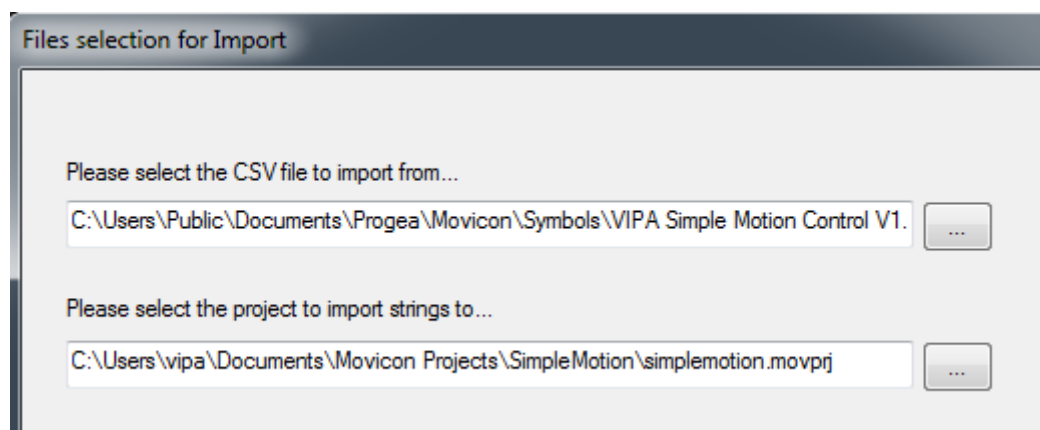 Files selection for Import
Please select the CSV file to import from...
C:\Users\Public\Documents\Progea\Movicon\Symbols\VIPA Simple Motion Control V1.
...
Please select the project to import strings to...
C:\Users\vipa\Documents\Movicon Projects\SimpleMotion\simplemotion.movprj
...